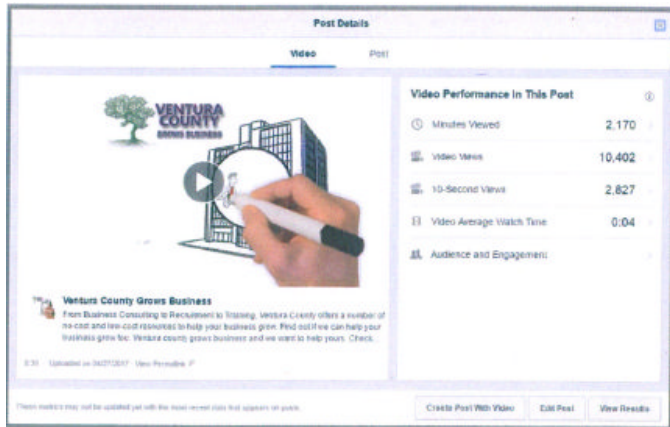 Post Details
Video
Post
VENTURA
COUNTY
GROWS BUSINESS
Ventura County Grows Business
From Business Consulting to Recruitment to Training, Ventura County offers a number of
no-cost and low-cost resources to help your business grow. Find out if we can help your
business grow too. Ventura county grows business and we want to help yours. Check...
Uploaded on 04/27/2017 · View Permalink
Video Performance In This Post
Minutes Viewed 2,170
Video Views 10,402
10-Second Views 2,827
Video Average Watch Time 0:04
Audience and Engagement
These metrics may not be updated yet with the most recent data that appears on posts.
Create Post With Video
Edit Post
View Results